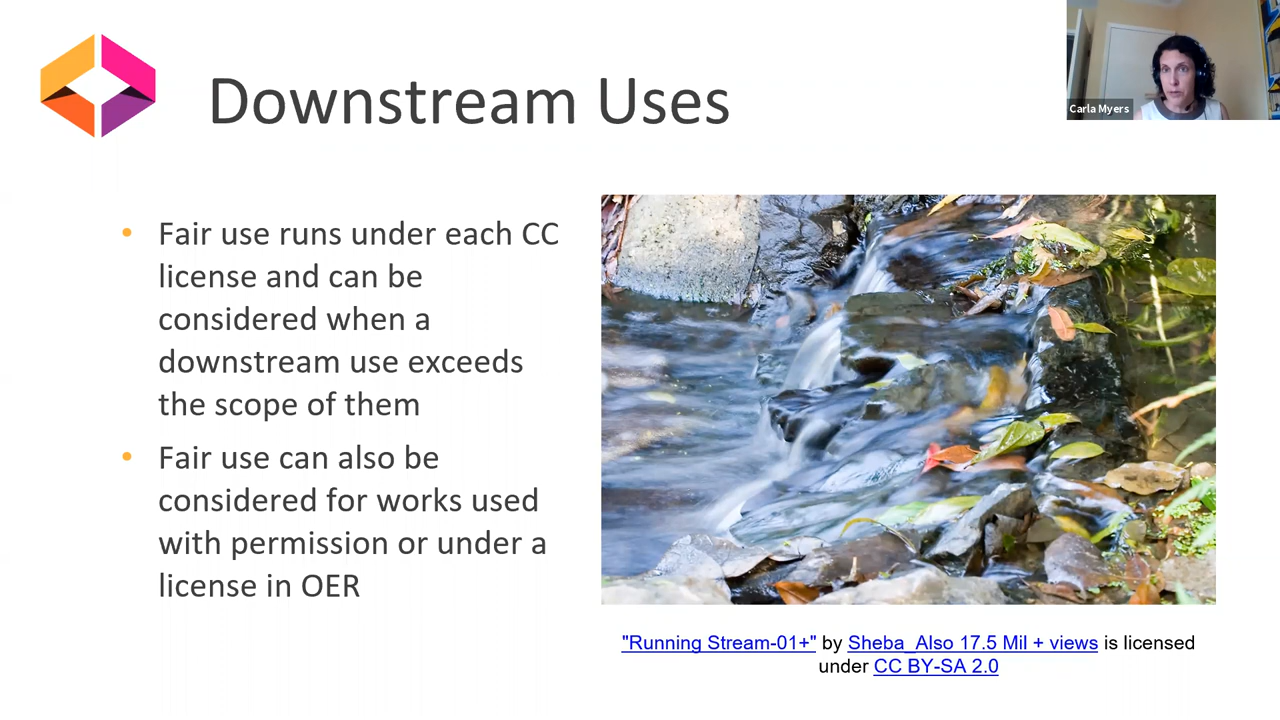 Downstream Uses
Carla Myers
• Fair use runs under each CC
license and can be
considered when a
downstream use exceeds
the scope of them
• Fair use can also be
considered for works used
with permission or under a
license in OER
"Running Stream-01+" by Sheba_Also 17.5 Mil + views is licensed
under CC BY-SA 2.0